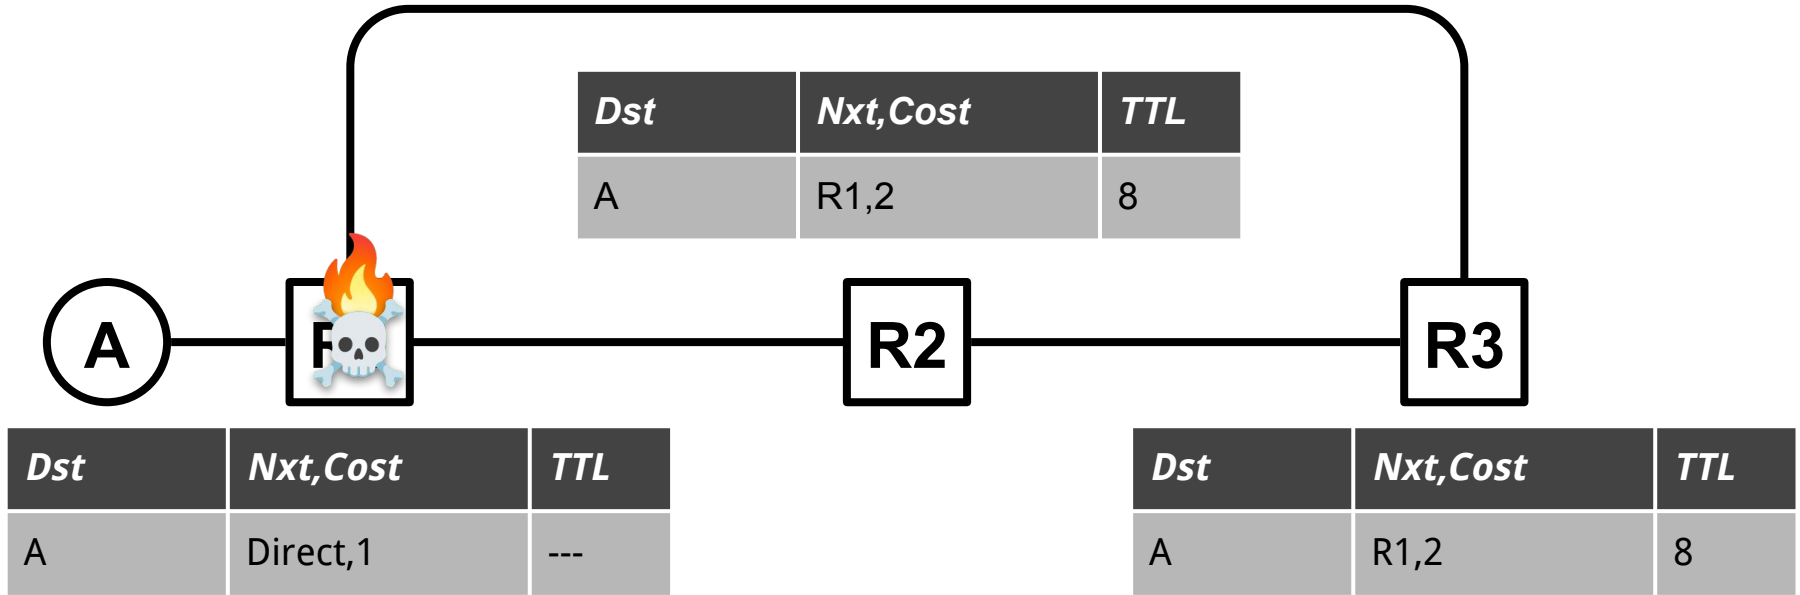 Dst Nxt,Cost TTL
A R1,2 8
A
R2
R3
Dst Nxt,Cost TTL
A Direct,1 ---
Dst Nxt,Cost TTL
A R1,2 8